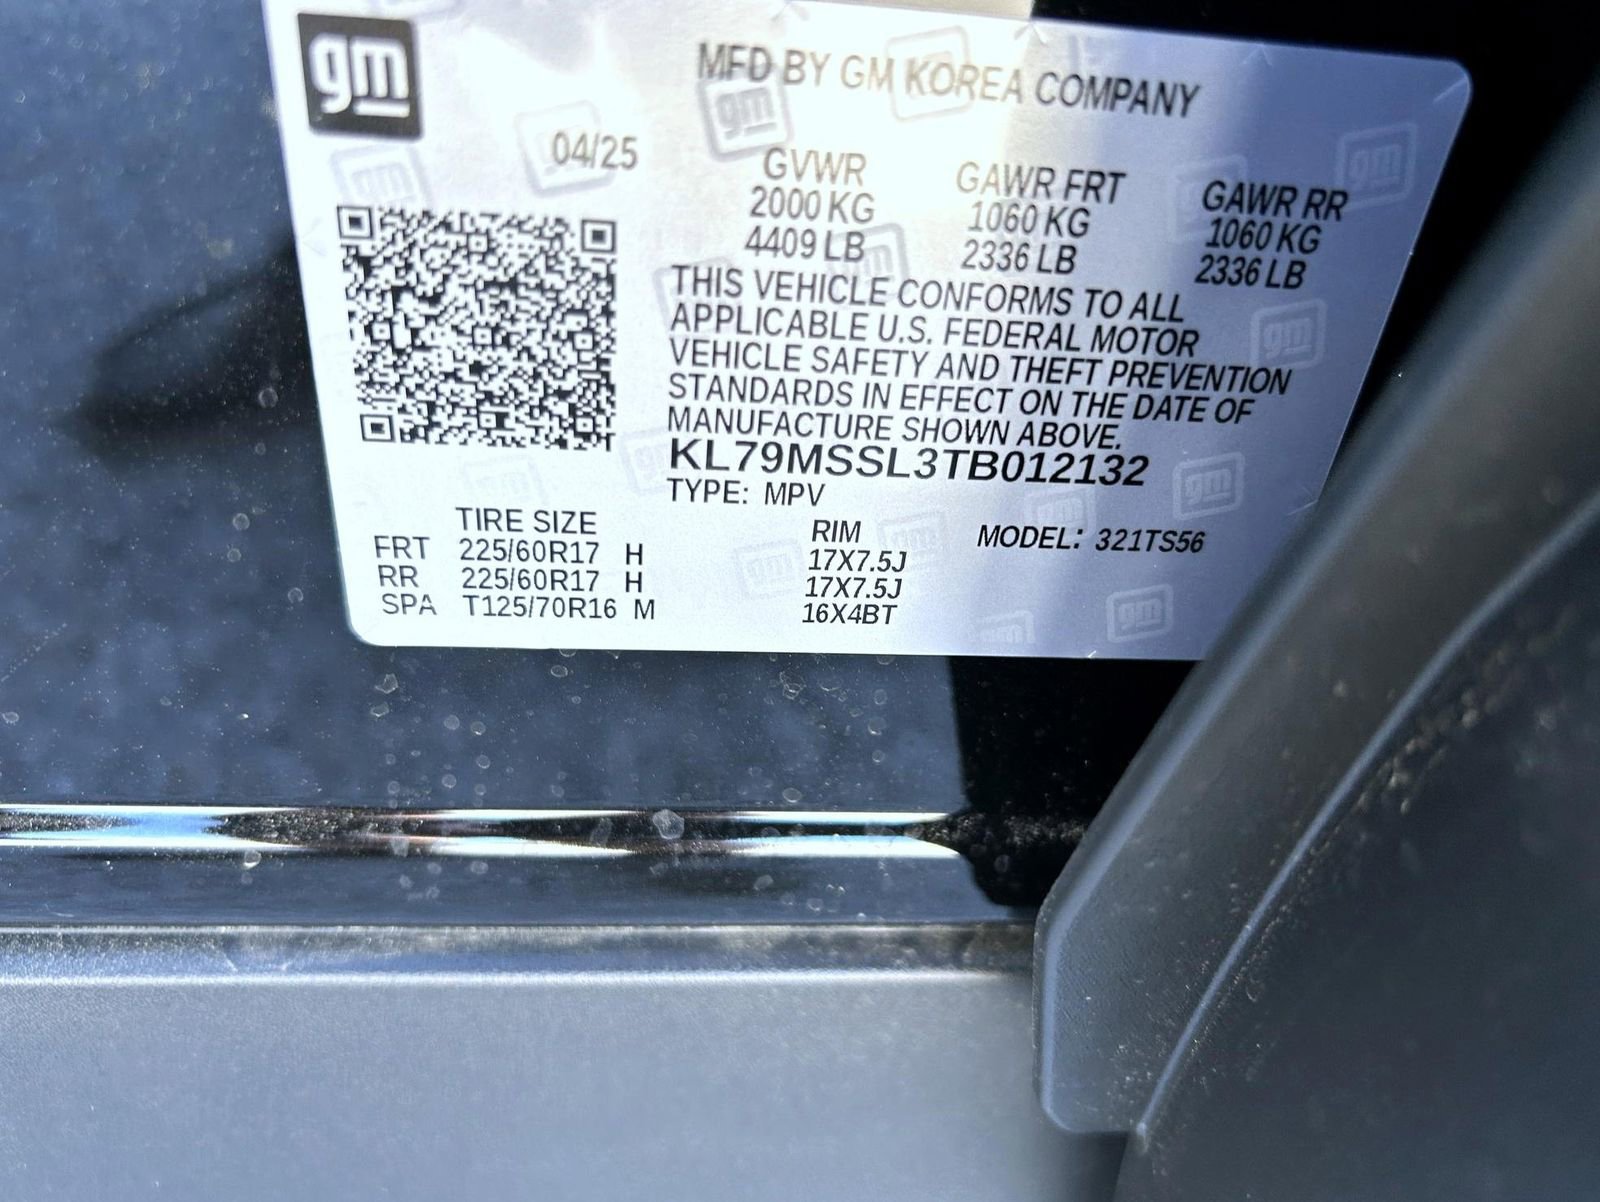 gm
MFD BY GM KOREA COMPANY
04/25
GVWR GAWR FRT GAWR RR
2000 KG 1060 KG 1060 KG
4409 LB 2336 LB 2336 LB
THIS VEHICLE CONFORMS TO ALL
APPLICABLE U.S. FEDERAL MOTOR
VEHICLE SAFETY AND THEFT PREVENTION
STANDARDS IN EFFECT ON THE DATE OF
MANUFACTURE SHOWN ABOVE.
KL79MSSL3TB012132
TYPE: MPV
TIRE SIZE RIM MODEL: 321TS56
FRT 225/60R17 H 17X7.5J
RR 225/60R17 H 17X7.5J
SPA T125/70R16 M 16X4BT